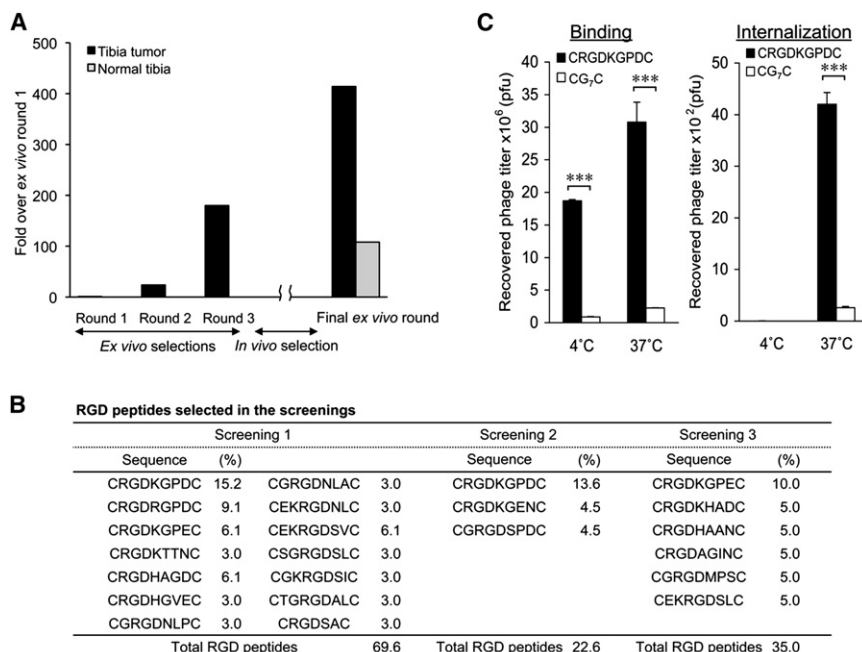 A
500
400
300
200
100
0
Fold over ex vivo round 1
Tibia tumor
Normal tibia
Round 1 Round 2 Round 3 Final ex vivo round
Ex vivo selections In vivo selection
C
Binding
CRGDKGPDC
CG7C
***
***
40
35
30
25
20
15
10
5
0
Recovered phage titer x10⁶ (pfu)
4˚C 37˚C
Internalization
CRGDKGPDC
CG₇C
***
50
40
30
20
10
0
Recovered phage titer x10² (pfu)
4˚C 37˚C
B
RGD peptides selected in the screenings
Screening 1 Screening 2 Screening 3
Sequence (%) Sequence (%) Sequence (%)
CRGDKGPDC 15.2 CGRGDNLAC 3.0 CRGDKGPDC 13.6 CRGDKGPEC 10.0
CRGDRGPDC 9.1 CEKRGDNLC 3.0 CRGDKGENC 4.5 CRGDKHADC 5.0
CRGDKGPEC 6.1 CEKRGDSVC 6.1 CGRGDSPDC 4.5 CRGDHAANC 5.0
CRGDKTTNC 3.0 CSGRGDSLC 3.0 CRGDAGINC 5.0
CRGDHAGDC 6.1 CGKRGDSIC 3.0 CGRGDMPSC 5.0
CRGDHGVEC 3.0 CTGRGDALC 3.0 CEKRGDSLC 5.0
CGRGDNLPC 3.0 CRGDSAC 3.0
Total RGD peptides 69.6 Total RGD peptides 22.6 Total RGD peptides 35.0